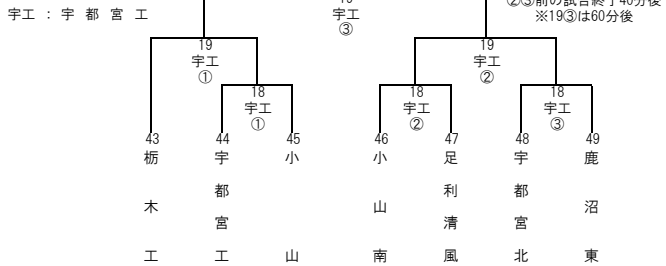 ②③前の試合終了40分後
宇工 : 宇 都 宮 工
宇工
※19③は60分後
③
19
宇工
①
19
宇工
②
18
宇工
①
18
宇工
②
18
宇工
③
43
栃木工
44
宇都宮工
45
小山
46
小山南
47
足利清風
48
宇都宮北
49
鹿沼東